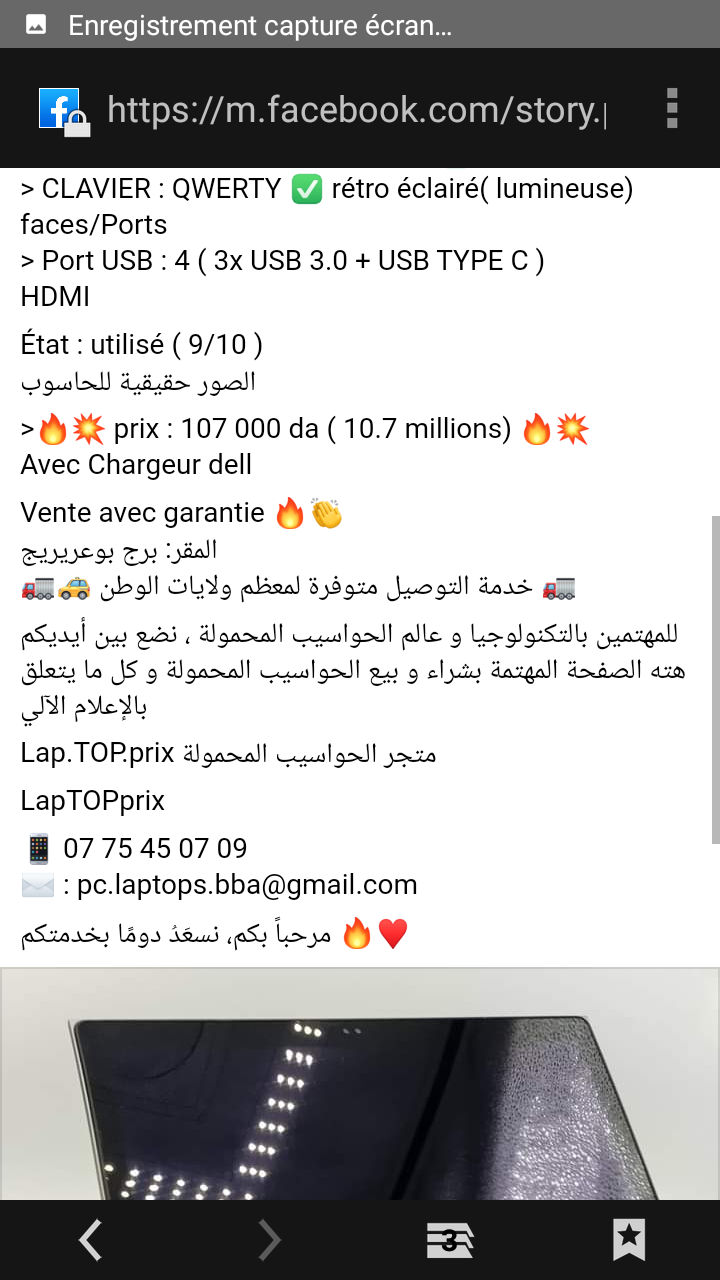 Enregistrement capture écran...
https://m.facebook.com/story.p
> CLAVIER : QWERTY ✅ rétro éclairé( lumineuse)
faces/Ports
> Port USB : 4 ( 3x USB 3.0 + USB TYPE C )
HDMI
État : utilisé ( 9/10 )
الصور حقيقية للحاسوب
>🔥💥 prix : 107 000 da ( 10.7 millions) 🔥💥
Avec Chargeur dell
Vente avec garantie 🔥👏
المقر: برج بوعريريج
🚛 خدمة التوصيل متوفرة لمعظم ولايات الوطن 🚕🚛
للمهتمين بالتكنولوجيا و عالم الحواسيب المحمولة ، نضع بين أيديكم
هته الصفحة المهتمة بشراء و بيع الحواسيب المحمولة و كل ما يتعلق
بالإعلام الآلي
Lap.TOP.prix متجر الحواسيب المحمولة
LapTOPprix
📱 07 75 45 07 09
✉️ : pc.laptops.bba@gmail.com
مرحباً بكم، نسعَدُ دومًا بخدمتكم 🔥♥️
3